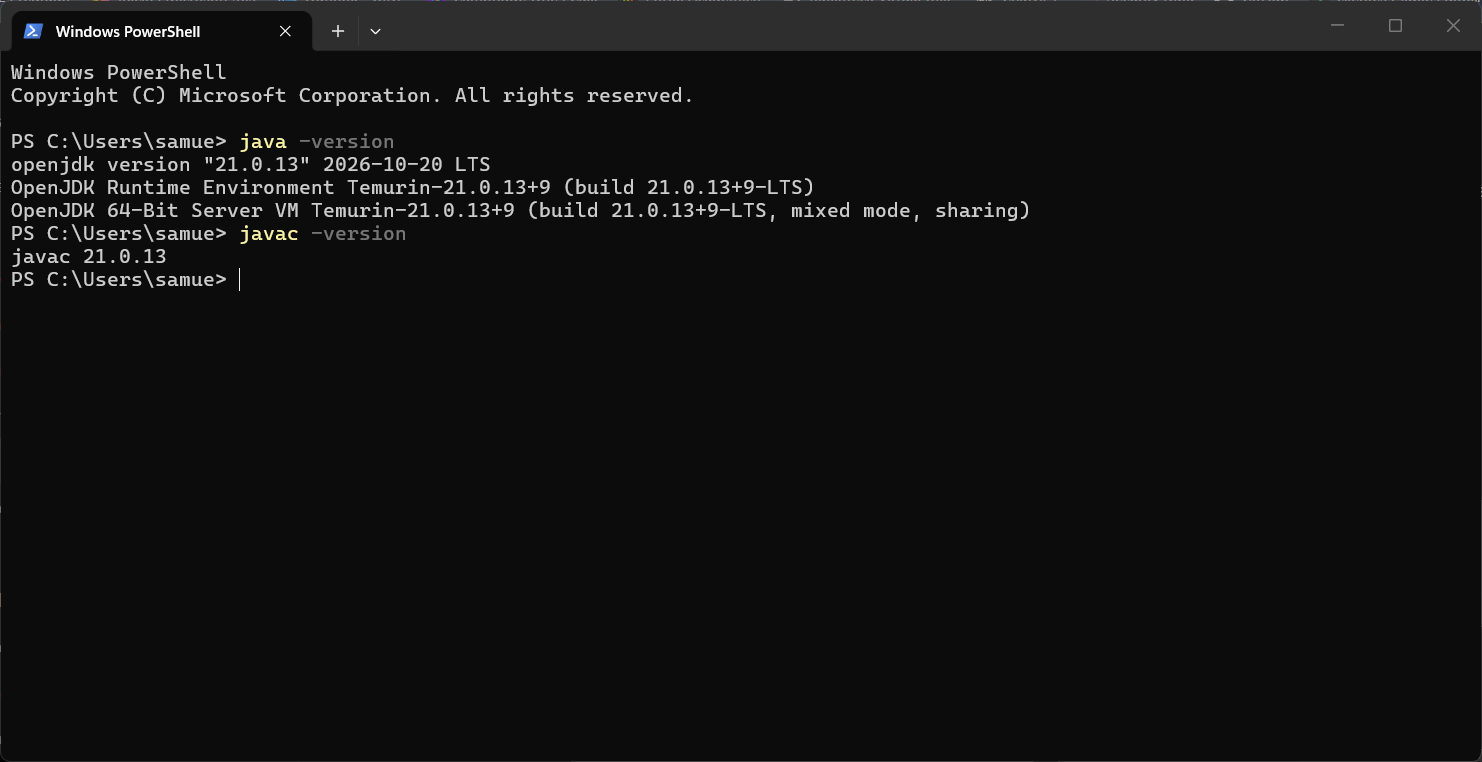 Windows PowerShell
Windows PowerShell
Copyright (C) Microsoft Corporation. All rights reserved.
PS C:\Users\samue> java -version
openjdk version "21.0.13" 2026-10-20 LTS
OpenJDK Runtime Environment Temurin-21.0.13+9 (build 21.0.13+9-LTS)
OpenJDK 64-Bit Server VM Temurin-21.0.13+9 (build 21.0.13+9-LTS, mixed mode, sharing)
PS C:\Users\samue> javac -version
javac 21.0.13
PS C:\Users\samue>